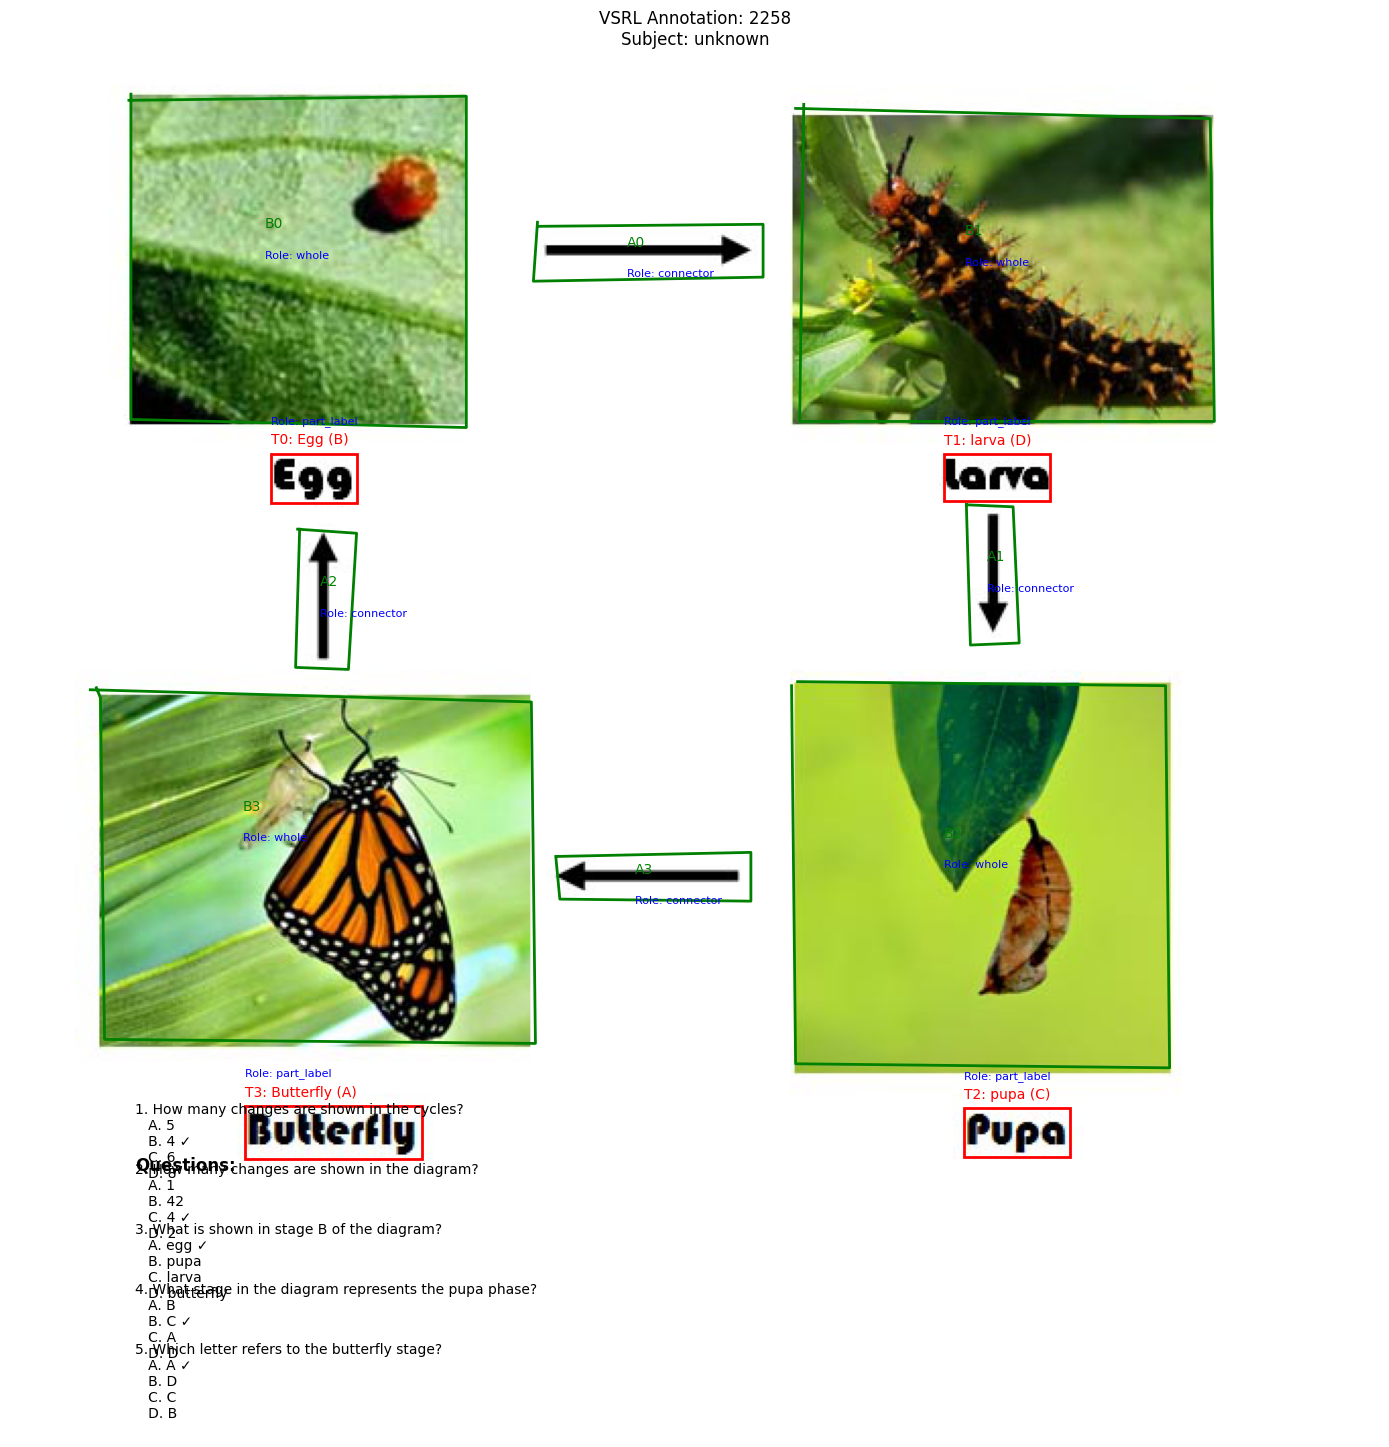 VSRL Annotation: 2258
Subject: unknown
B0
Role: whole
A0
Role: connector
B1
Role: whole
Role: part_label
T0: Egg (B)
Egg
Role: part_label
T1: larva (D)
Larva
A2
Role: connector
A1
Role: connector
B3
Role: whole
A3
Role: connector
Role: whole
Role: part_label
T3: Butterfly (A)
Butterfly
Role: part_label
T2: pupa (C)
Pupa
Questions:
1. How many changes are shown in the cycles?
A. 5
B. 4 ✓
C. 6
D. 8
2. How many changes are shown in the diagram?
A. 1
B. 42
C. 4 ✓
D. 2
3. What is shown in stage B of the diagram?
A. egg ✓
B. pupa
C. larva
D. butterfly
4. What stage in the diagram represents the pupa phase?
A. B
B. C ✓
C. A
D. D
5. Which letter refers to the butterfly stage?
A. A ✓
B. D
C. C
D. B